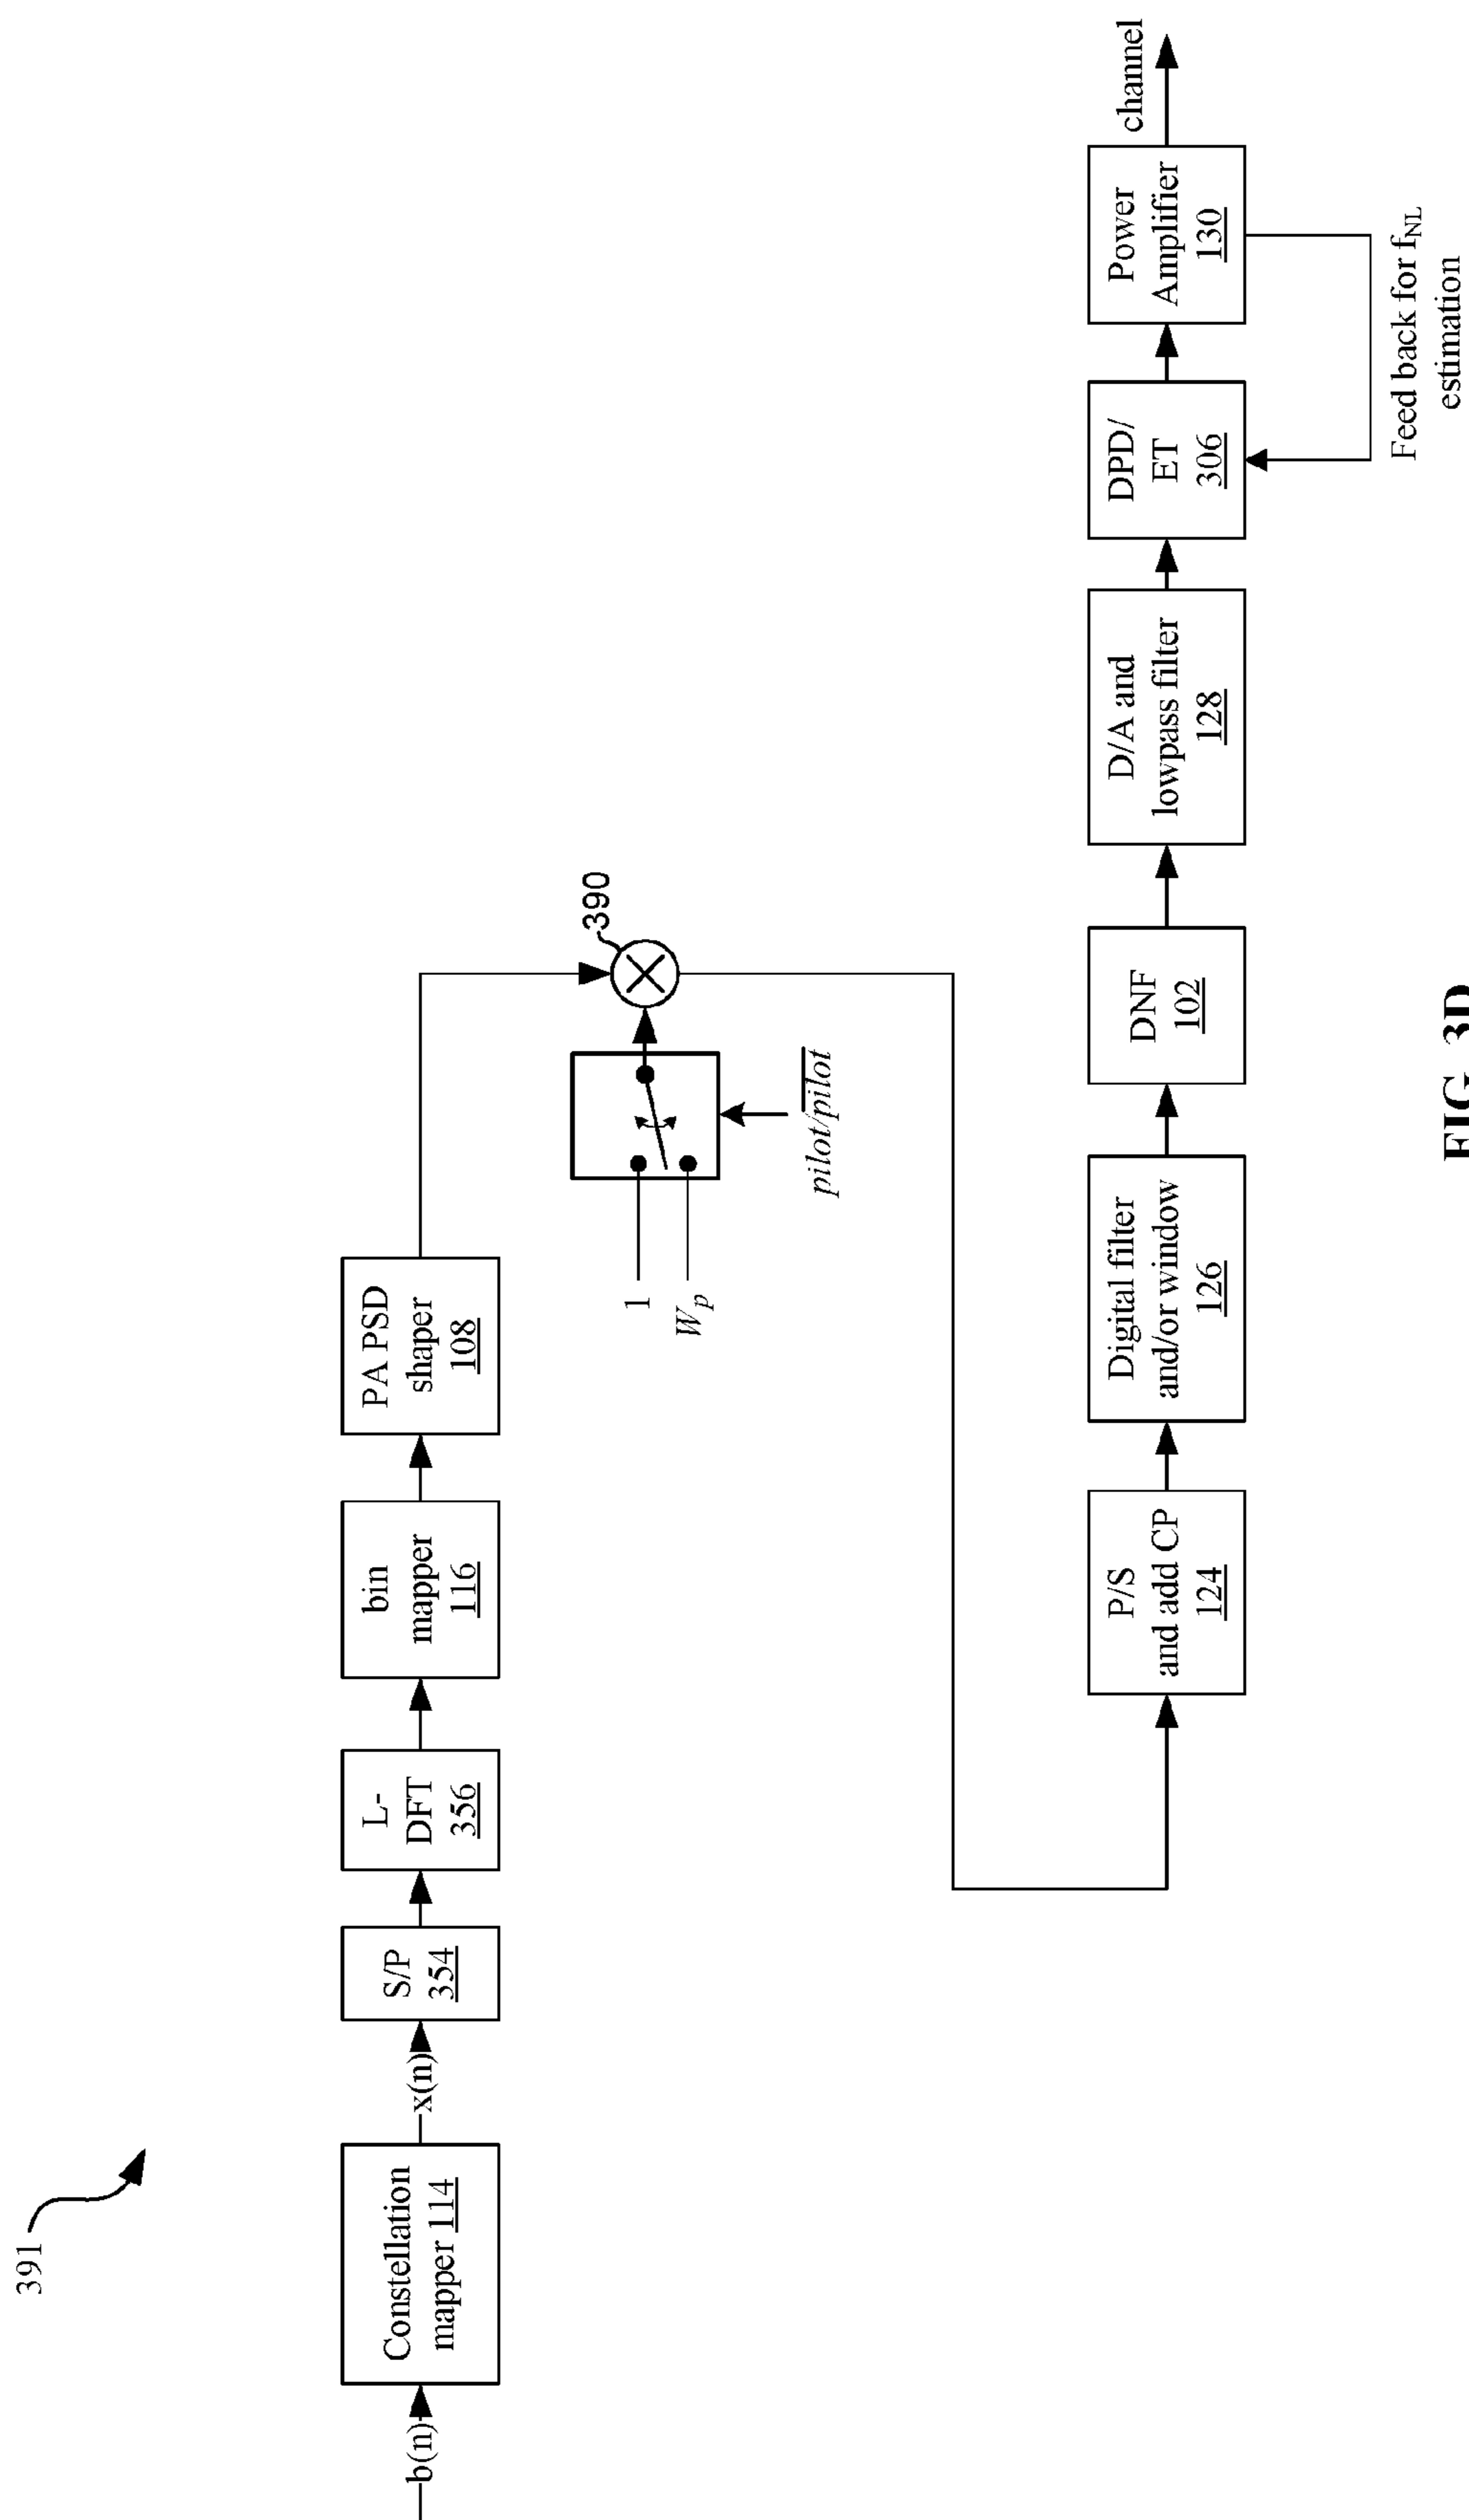 391
b(n)
Constellation
mapper 114
x(n)
S/P
354
L-
DFT
356
bin
mapper
116
PA PSD
shaper
108
390
1
Wp
pilot/pilot
P/S
and add CP
124
Digital filter
and/or window
126
DNF
102
D/A and
lowpass filter
128
DPD/
ET
306
Power
Amplifier
130
channel
Feed back for fNL
estimation
FIG. 3D